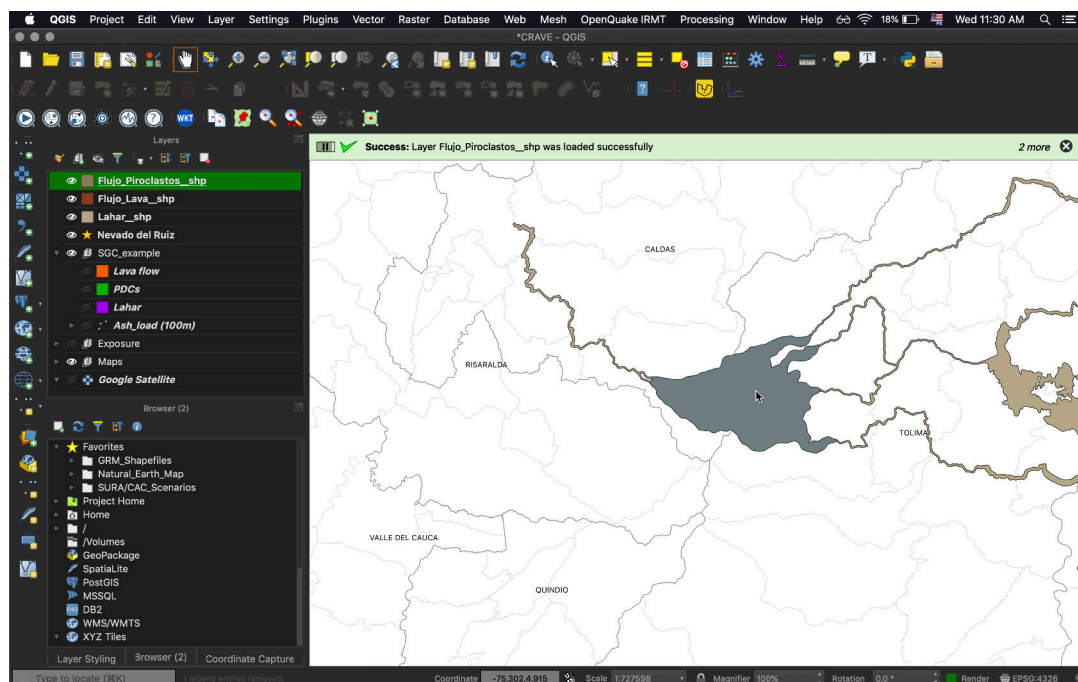 QGIS Project Edit View Layer Settings Plugins Vector Raster Database Web Mesh OpenQuake IRMT Processing Window Help 18% Wed 11:30 AM
*CRAVE - QGIS
WKT
Layers
Success: Layer Flujo_Piroclastos__shp was loaded successfully
2 more
Flujo_Piroclastos__shp
Flujo_Lava__shp
Lahar__shp
Nevado del Ruiz
SGC_example
Lava flow
PDCs
Lahar
Ash_load (100m)
Exposure
Maps
Google Satellite
CALDAS
RISARALDA
TOLIMA
VALLE DEL CAUCA
QUINDIO
Browser (2)
Favorites
GRM_Shapefiles
Natural_Earth_Map
SURA/CAC_Scenarios
Project Home
Home
/
/Volumes
GeoPackage
SpatiaLite
PostGIS
MSSQL
DB2
WMS/WMTS
XYZ Tiles
Layer Styling Browser (2) Coordinate Capture
Type to locate (⌘K) 1 legend entries removed. Coordinate -75.302,4.915 Scale 1:727598 Magnifier 100% Rotation 0.0 ° Render EPSG:4326